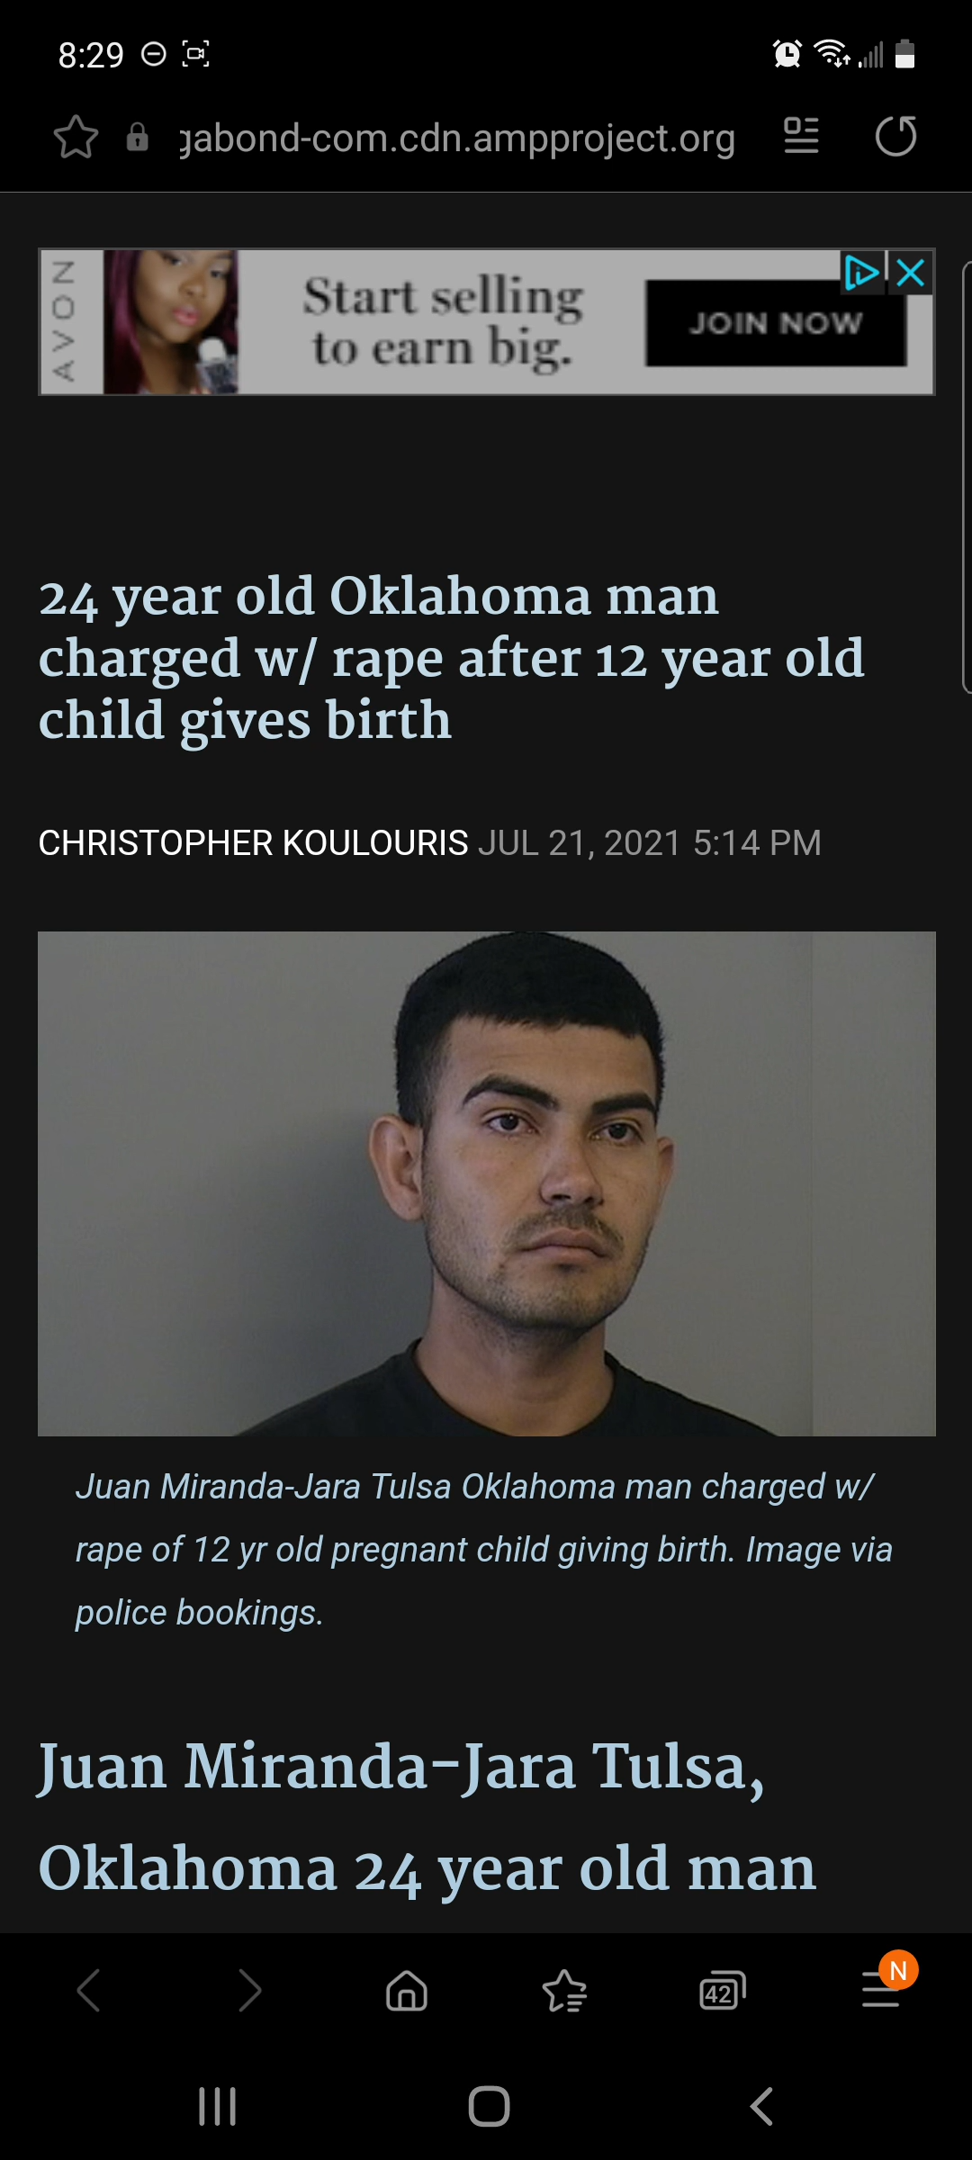 8:29
gabond-com.cdn.ampproject.org
AVON
Start selling
to earn big.
JOIN NOW
24 year old Oklahoma man
charged w/ rape after 12 year old
child gives birth
CHRISTOPHER KOULOURIS JUL 21, 2021 5:14 PM
Juan Miranda-Jara Tulsa Oklahoma man charged w/
rape of 12 yr old pregnant child giving birth. Image via
police bookings.
Juan Miranda-Jara Tulsa,
Oklahoma 24 year old man
42
N